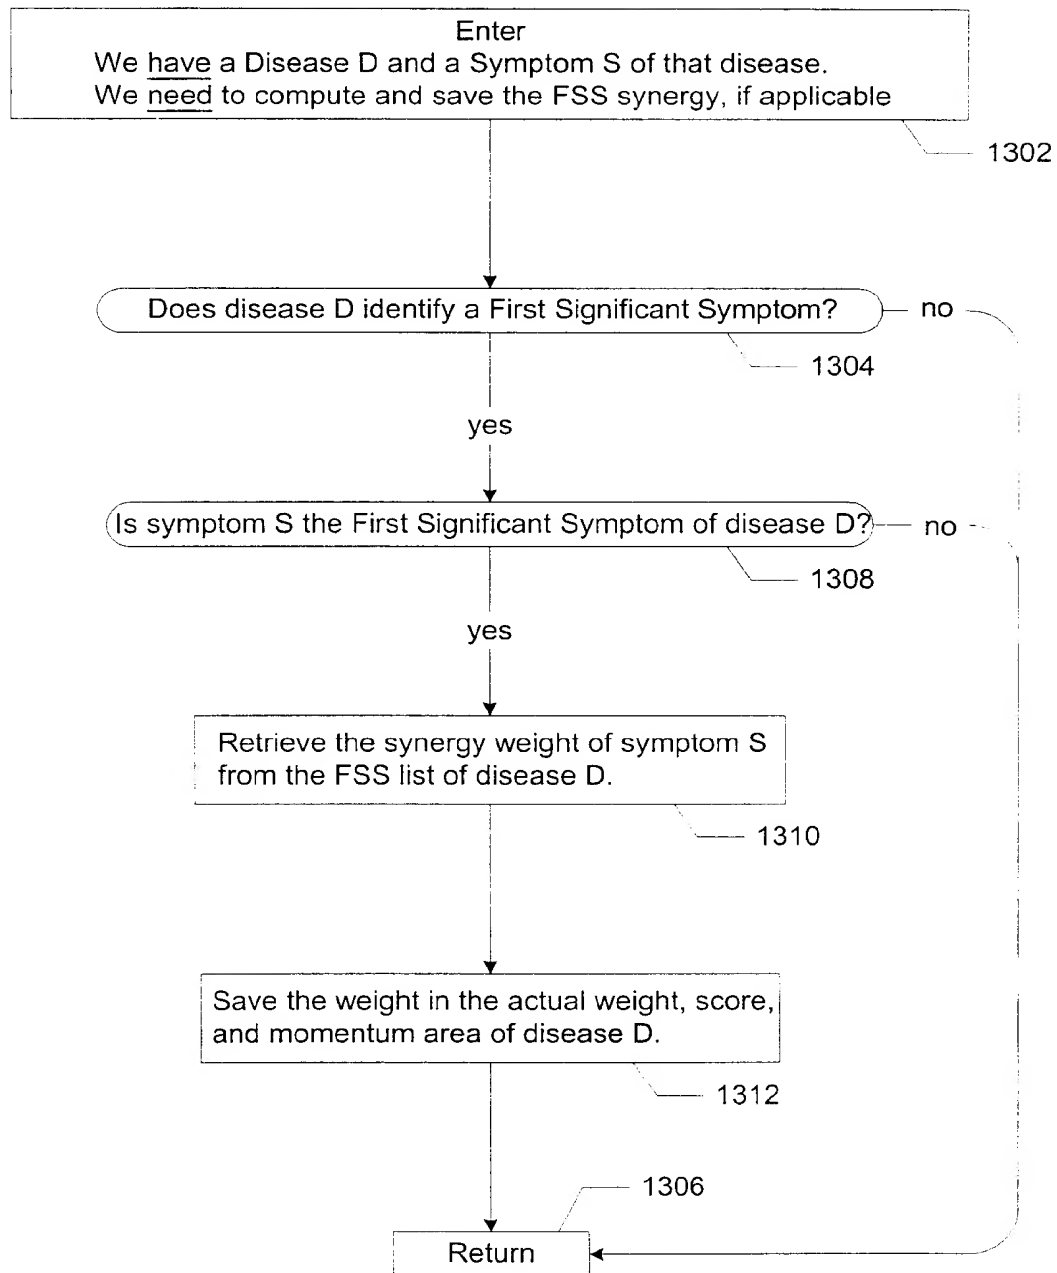 Enter
We have a Disease D and a Symptom S of that disease.
We need to compute and save the FSS synergy, if applicable
1302
Does disease D identify a First Significant Symptom?
no
1304
yes
Is symptom S the First Significant Symptom of disease D?
no
1308
yes
Retrieve the synergy weight of symptom S
from the FSS list of disease D.
1310
Save the weight in the actual weight, score,
and momentum area of disease D.
1312
1306
Return